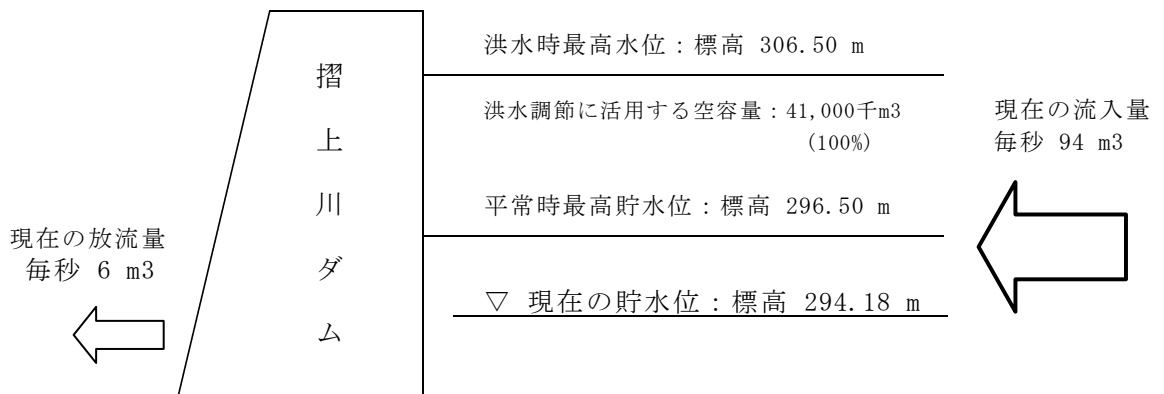 洪水時最高水位：標高 306.50 m
摺上川ダム
洪水調節に活用する空容量：41,000千m3
(100%)
現在の流入量
毎秒 94 m3
平常時最高貯水位：標高 296.50 m
現在の放流量
毎秒 6 m3
▽ 現在の貯水位：標高 294.18 m